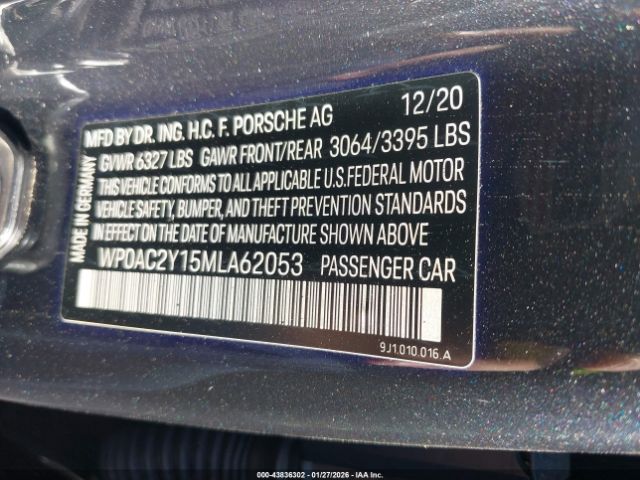 MFD BY DR. ING. H.C. F. PORSCHE AG 12/20
GVWR 6327 LBS GAWR FRONT/REAR 3064/3395 LBS
THIS VEHICLE CONFORMS TO ALL APPLICABLE U.S.FEDERAL MOTOR
VEHICLE SAFETY, BUMPER, AND THEFT PREVENTION STANDARDS
IN EFFECT ON THE DATE OF MANUFACTURE SHOWN ABOVE.
WP0AC2Y15MLA62053 PASSENGER CAR
MADE IN GERMANY
9J1.010.016.A
000-43836302 - 01/27/2026 - IAAI.COM